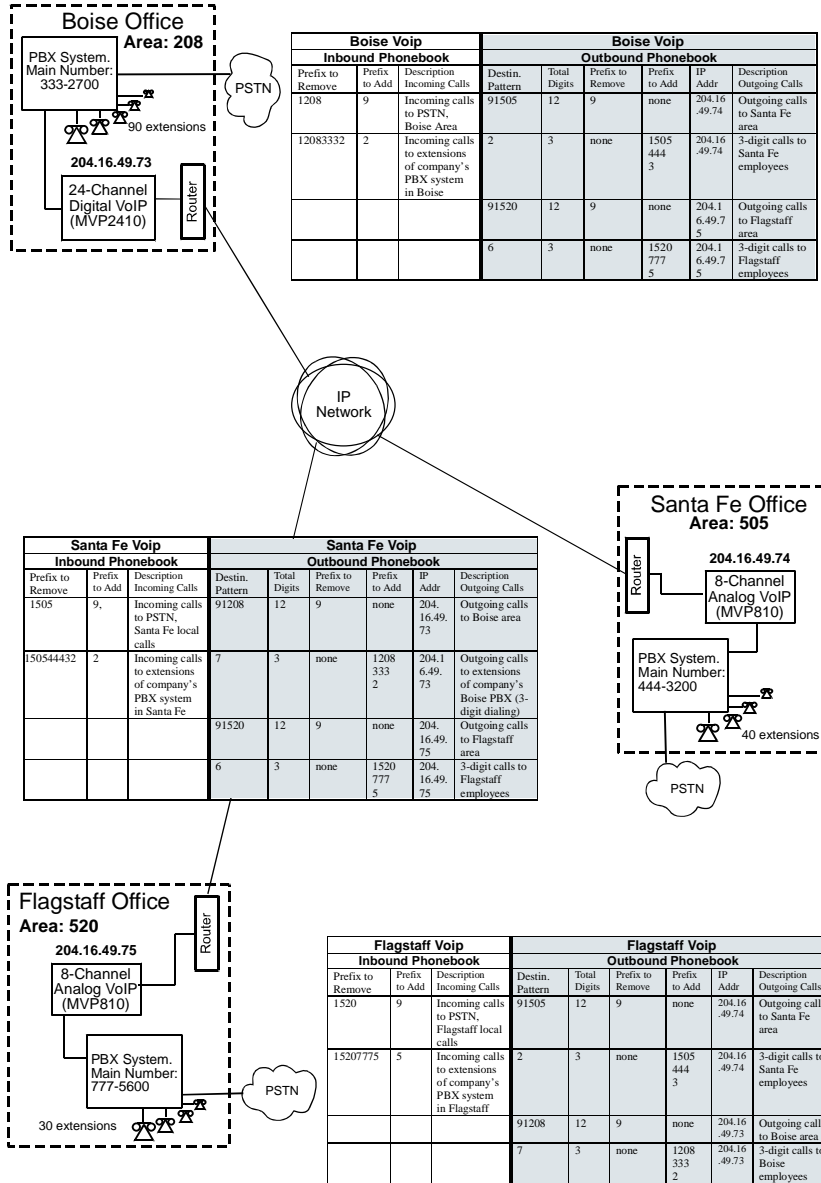 Boise Office
Area: 208
PBX System.
Main Number:
333-2700
PSTN
90 extensions
204.16.49.73
24-Channel
Digital VoIP
(MVP2410)
Router
Boise Voip
Boise Voip
Inbound Phonebook
Outbound Phonebook
Prefix to Remove
Prefix to Add
Description Incoming Calls
Destin. Pattern
Total Digits
Prefix to Remove
Prefix to Add
IP Addr
Description Outgoing Calls
1208
9
Incoming calls
to PSTN,
Boise Area
91505
12
9
none
204.16
.49.74
Outgoing calls
to Santa Fe
area
12083332
2
Incoming calls
to extensions
of company's
PBX system
in Boise
2
3
none
1505
444
3
204.16
.49.74
3-digit calls to
Santa Fe
employees
91520
12
9
none
204.1
6.49.7
5
Outgoing calls
to Flagstaff
area
6
3
none
1520
777
5
204.1
6.49.7
5
3-digit calls to
Flagstaff
employees
IP
Network
Santa Fe Office
Area: 505
Router
204.16.49.74
8-Channel
Analog VoIP
(MVP810)
PBX System.
Main Number:
444-3200
40 extensions
PSTN
Santa Fe Voip
Santa Fe Voip
Inbound Phonebook
Outbound Phonebook
Prefix to Remove
Prefix to Add
Description Incoming Calls
Destin. Pattern
Total Digits
Prefix to Remove
Prefix to Add
IP Addr
Description Outgoing Calls
1505
9,
Incoming calls
to PSTN,
Santa Fe local
calls
91208
12
9
none
204.
16.49.
73
Outgoing calls
to Boise area
150544432
2
Incoming calls
to extensions
of company's
PBX system
in Santa Fe
7
3
none
1208
333
2
204.1
6.49.
73
Outgoing calls
to extensions
of company's
Boise PBX (3-
digit dialing)
91520
12
9
none
204.
16.49.
75
Outgoing calls
to Flagstaff
area
6
3
none
1520
777
5
204.
16.49.
75
3-digit calls to
Flagstaff
employees
Flagstaff Office
Area: 520
204.16.49.75
8-Channel
Analog VoIP
(MVP810)
Router
PBX System.
Main Number:
777-5600
30 extensions
PSTN
Flagstaff Voip
Flagstaff Voip
Inbound Phonebook
Outbound Phonebook
Prefix to Remove
Prefix to Add
Description Incoming Calls
Destin. Pattern
Total Digits
Prefix to Remove
Prefix to Add
IP Addr
Description Outgoing Calls
1520
9
Incoming calls
to PSTN,
Flagstaff local
calls
91505
12
9
none
204.16
.49.74
Outgoing call
to Santa Fe
area
15207775
5
Incoming calls
to extensions
of company's
PBX system
in Flagstaff
2
3
none
1505
444
3
204.16
.49.74
3-digit calls t
Santa Fe
employees
91208
12
9
none
204.16
.49.73
Outgoing call
to Boise area
7
3
none
1208
333
2
204.16
.49.73
3-digit calls t
Boise
employees